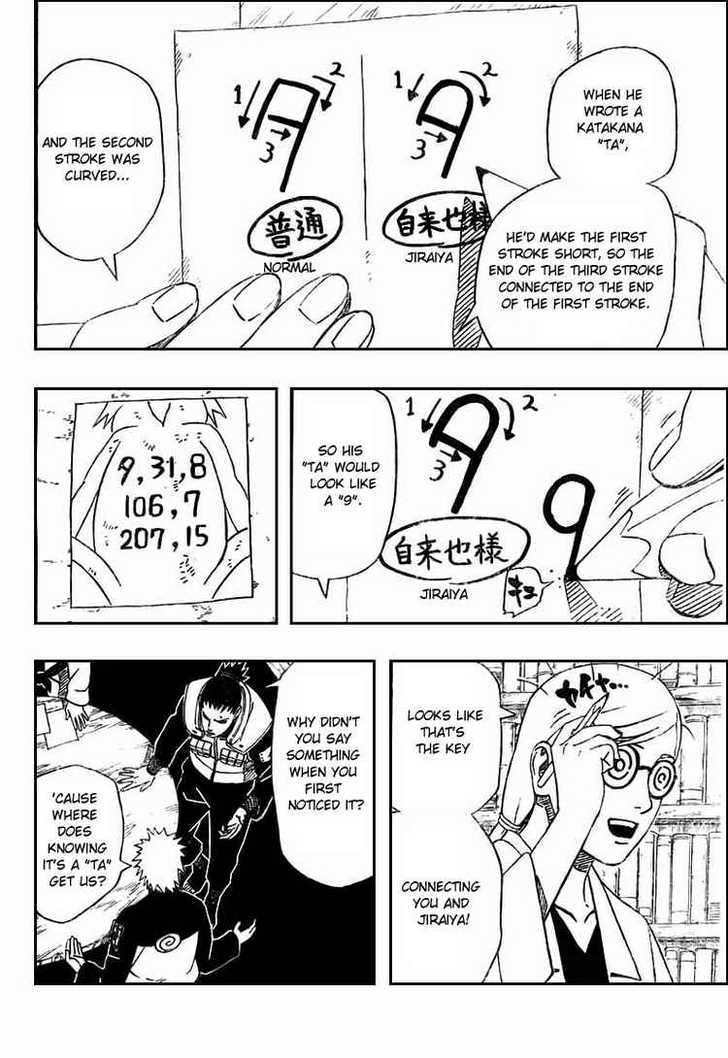 WHEN HE
WROTE A
KATAKANA
"TA",
HE'D MAKE THE FIRST
STROKE SHORT, SO THE
END OF THE THIRD STROKE
CONNECTED TO THE END
OF THE FIRST STROKE.
1 2
3
自来也様
JIRAIYA
1 2
3
普通
NORMAL
AND THE SECOND
STROKE WAS
CURVED...
1 2
3
9
自来也様
JIRAIYA
キュ
SO HIS
"TA" WOULD
LOOK LIKE
A "9".
9,31,8
106,7
207,15
LOOKS LIKE
THAT'S
THE KEY
CONNECTING
YOU AND
JIRAIYA!
WHY DIDN'T
YOU SAY
SOMETHING
WHEN YOU
FIRST
NOTICED IT?
'CAUSE
WHERE
DOES
KNOWING
IT'S A "TA"
GET US?